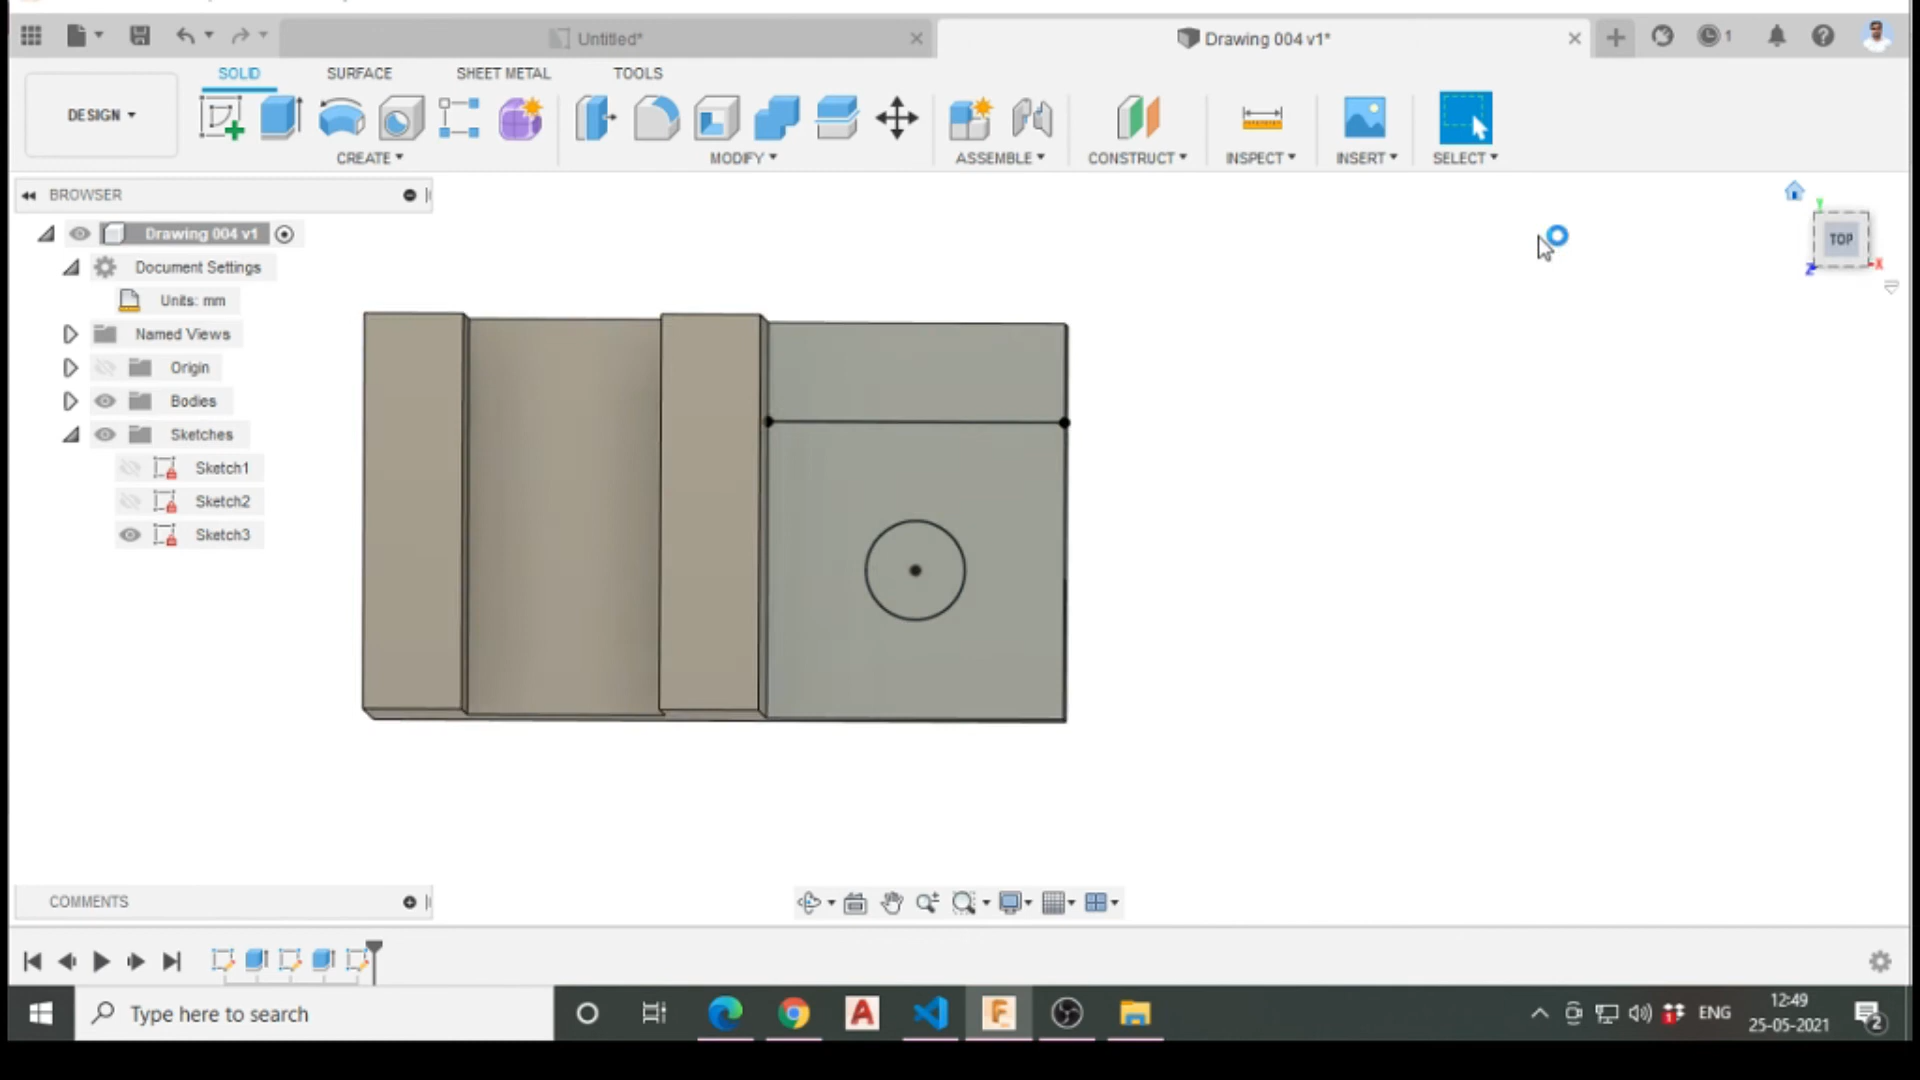 Untitled*
Drawing 004 v1*
1
DESIGN
SOLID
SURFACE
SHEET METAL
TOOLS
CREATE
MODIFY
ASSEMBLE
CONSTRUCT
INSPECT
INSERT
SELECT
BROWSER
Drawing 004 v1
Document Settings
Units: mm
Named Views
Origin
Bodies
Sketches
Sketch1
Sketch2
Sketch3
Y
TOP
Z
X
COMMENTS
Type here to search
ENG
12:49
25-05-2021
2